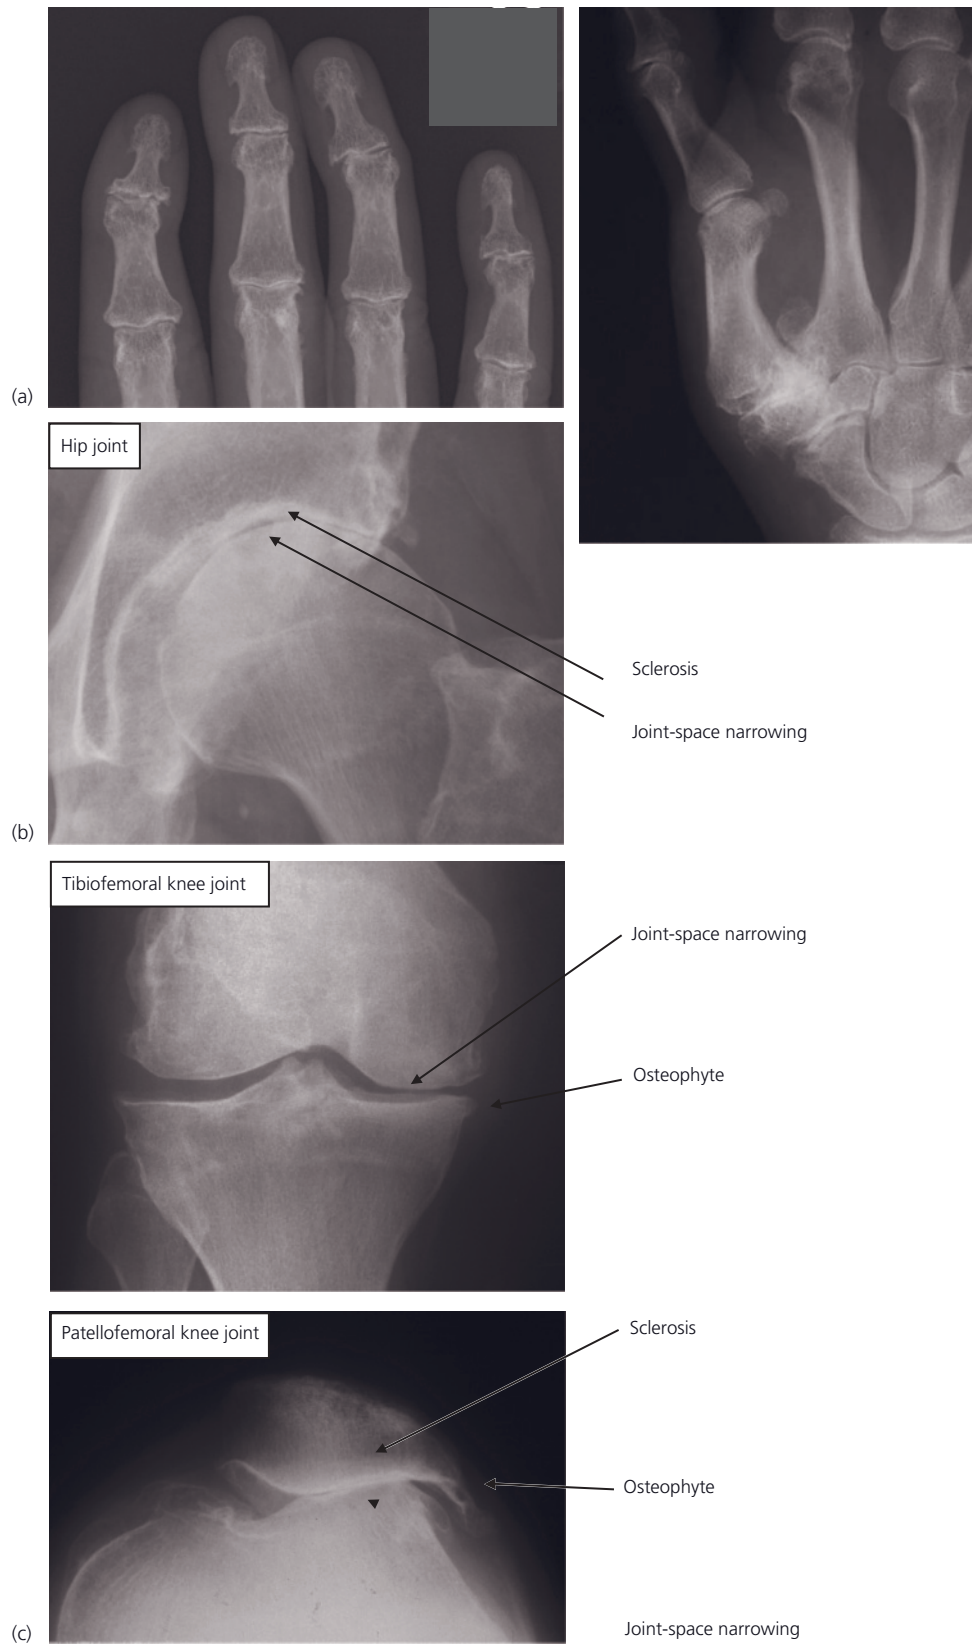 (a)
Hip joint
Sclerosis
Joint-space narrowing
(b)
Tibiofemoral knee joint
Joint-space narrowing
Osteophyte
Patellofemoral knee joint
Sclerosis
Osteophyte
(c)
Joint-space narrowing